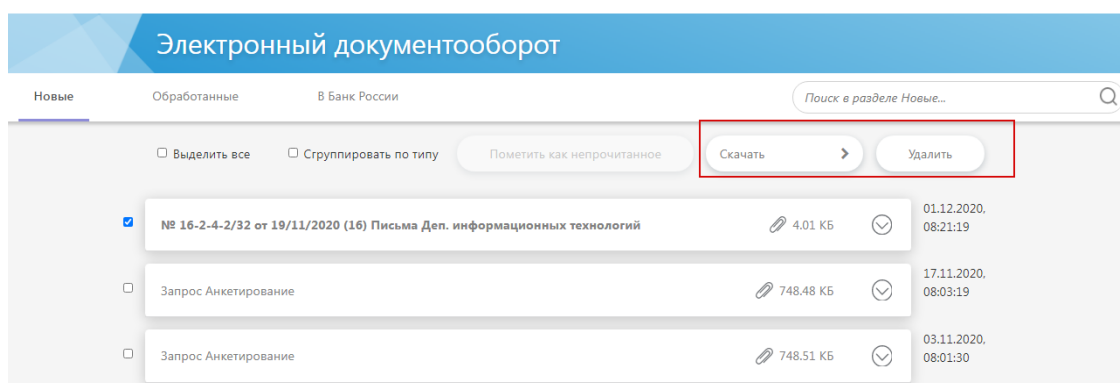 Электронный документооборот
Новые Обработанные В Банк России Поиск в разделе Новые...
Выделить все Сгруппировать по типу Пометить как непрочитанное Скачать Удалить
№ 16-2-4-2/32 от 19/11/2020 (16) Письма Деп. информационных технологий 4.01 КБ 01.12.2020, 08:21:19
Запрос Анкетирование 748.48 КБ 17.11.2020, 08:03:19
Запрос Анкетирование 748.51 КБ 03.11.2020, 08:01:30